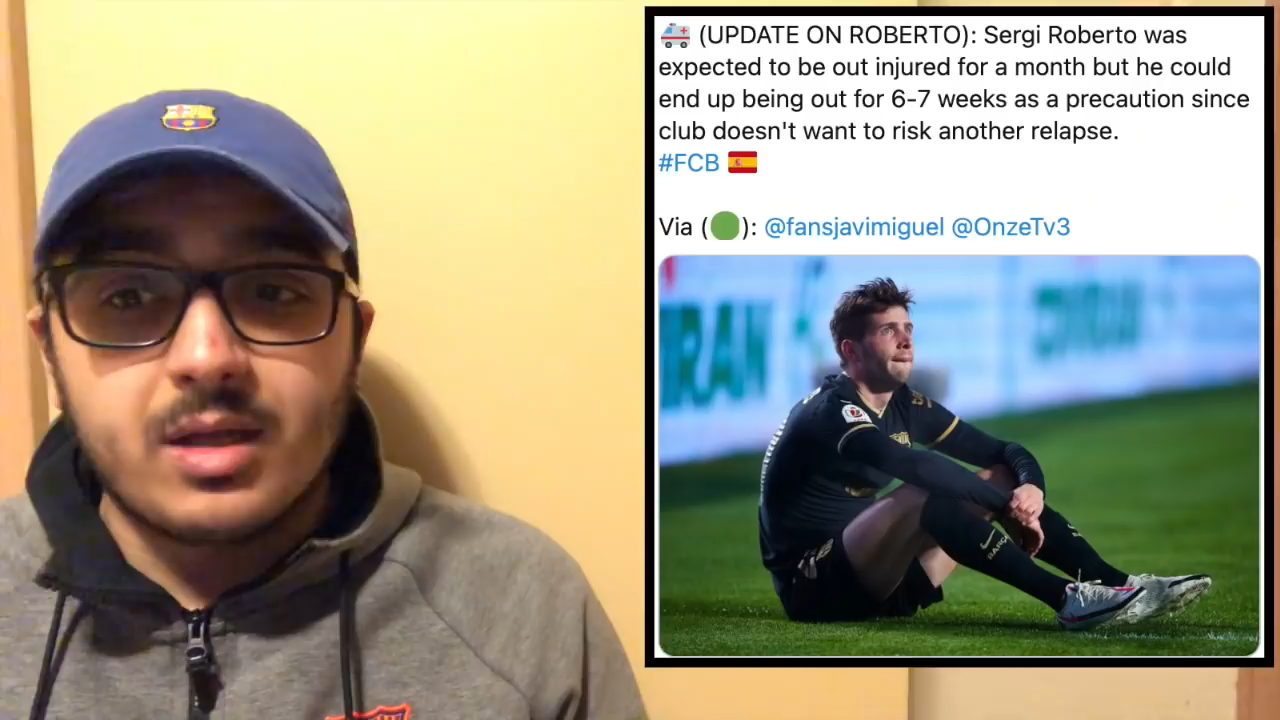 🚑 (UPDATE ON ROBERTO): Sergi Roberto was
expected to be out injured for a month but he could
end up being out for 6-7 weeks as a precaution since
club doesn't want to risk another relapse.
#FCB 🇪🇸
Via (🟢): @fansjavimiguel @OnzeTv3